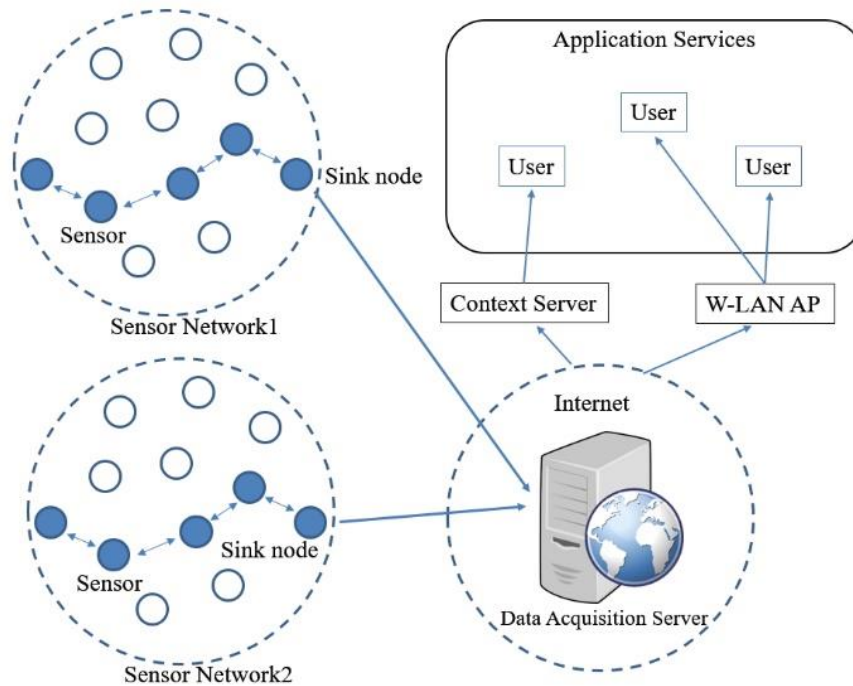 Application Services
User
User
User
Sink node
Sensor
Sensor Network1
Context Server
W-LAN AP
Internet
Sink node
Sensor
Data Acquisition Server
Sensor Network2